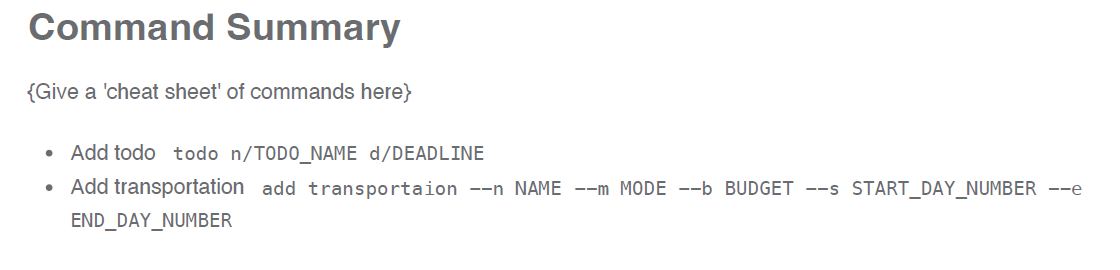 Command Summary
{Give a 'cheat sheet' of commands here}
• Add todo todo n/TODO_NAME d/DEADLINE
• Add transportation add transportaion --n NAME --m MODE --b BUDGET --s START_DAY_NUMBER --e
END_DAY_NUMBER